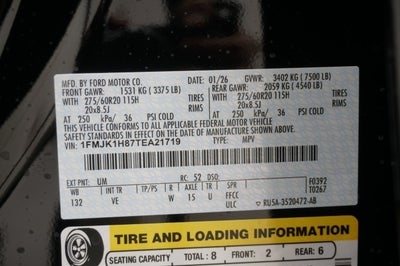 MFD. BY FORD MOTOR CO.
DATE: 01/26 GVWR: 3402 KG (7500 LB)
FRONT GAWR: 1531 KG (3375 LB) REAR GAWR: 2059 KG (4540 LB)
WITH 275/60R20 115H TIRES WITH 275/60R20 115H TIRES
20x8.5J RIMS 20x8.5J RIMS
AT 250 kPa/ 36 PSI COLD AT 250 kPa/ 36 PSI COLD
THIS VEHICLE CONFORMS TO ALL APPLICABLE FEDERAL MOTOR VEHICLE
SAFETY STANDARDS IN EFFECT ON THE DATE OF MANUFACTURE SHOWN ABOVE.
VIN: 1FMJK1H87TEA21719 TYPE: MPV
EXT PNT: UM RC: 52 DSO: F0392
WB INT TR TP/PS R AX TR SPR T0267
132 VE W 15 U EFCC
ULC RU5A-3520472-AB
TIRE AND LOADING INFORMATION
SEATING CAPACITY TOTAL: 8 FRONT: 2 REAR: 6